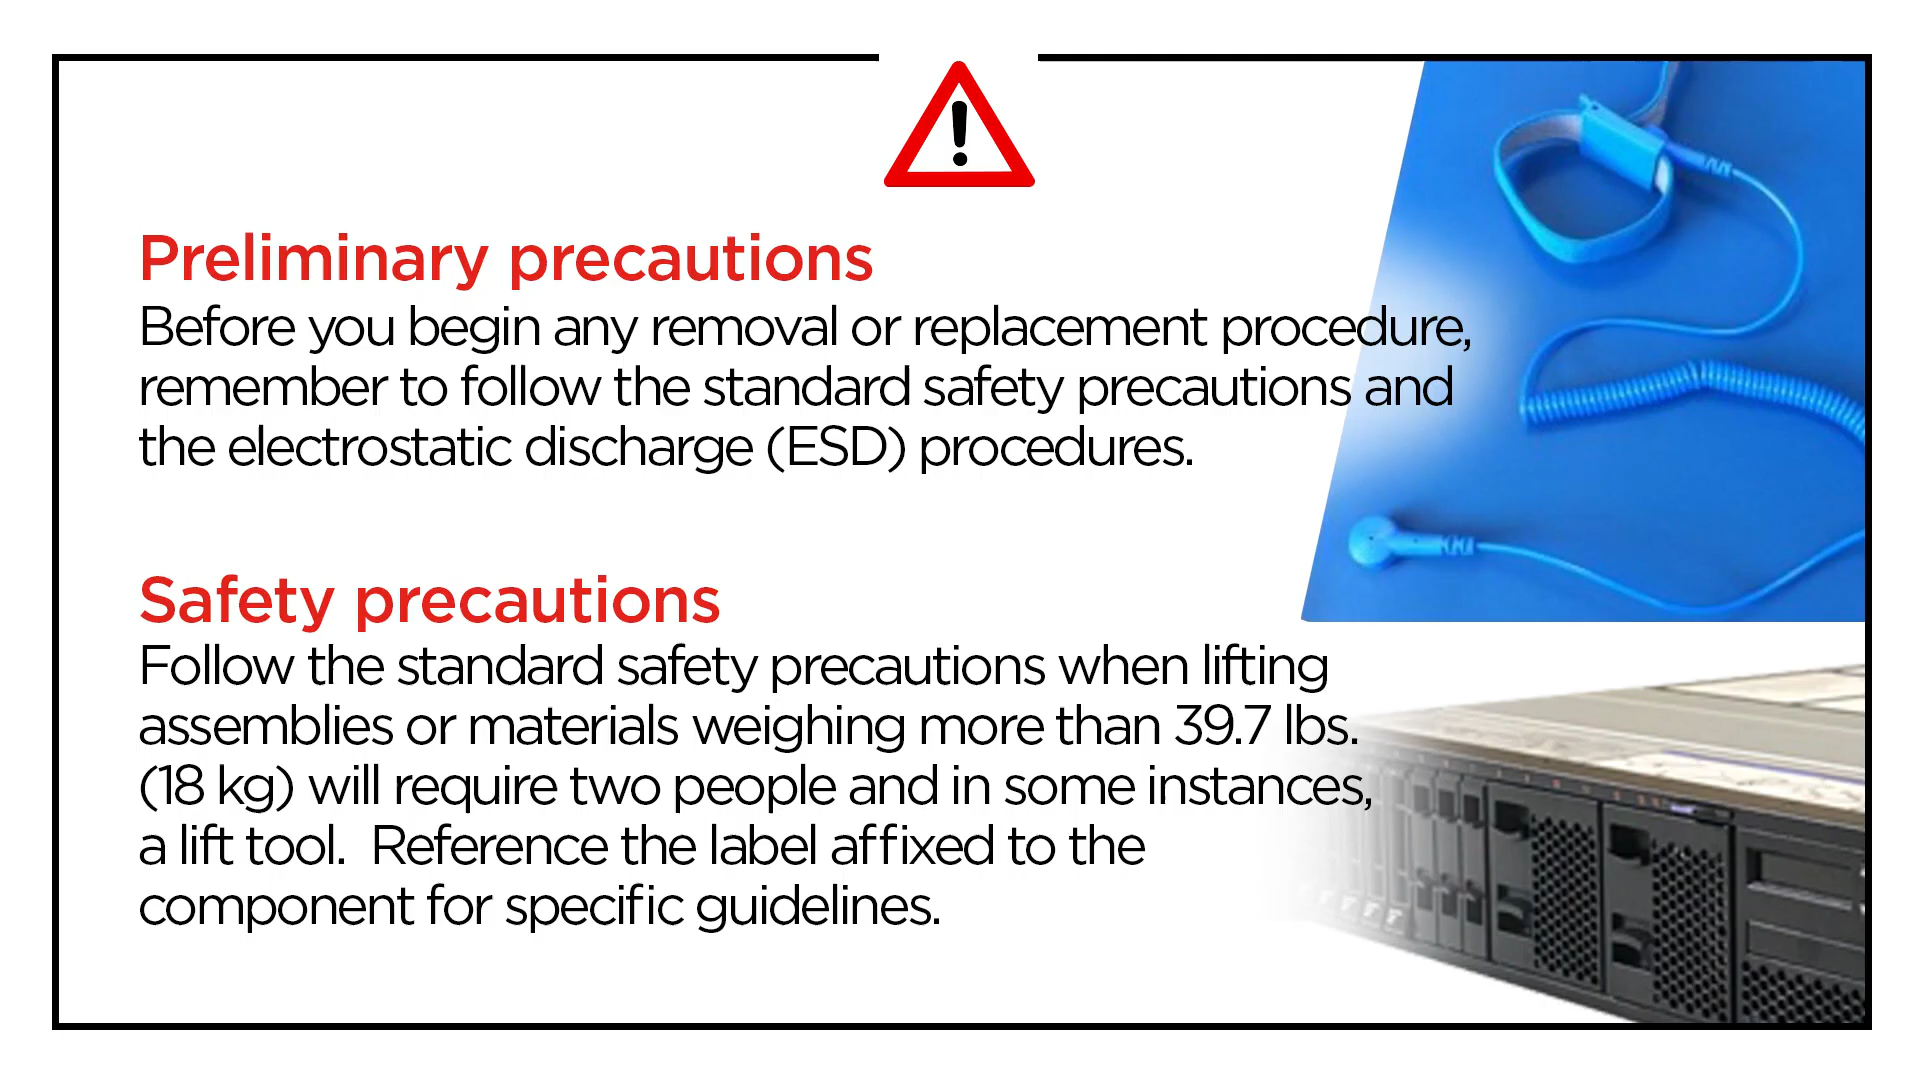 Preliminary precautions
Before you begin any removal or replacement procedure,
remember to follow the standard safety precautions and
the electrostatic discharge (ESD) procedures.
Safety precautions
Follow the standard safety precautions when lifting
assemblies or materials weighing more than 39.7 lbs.
(18 kg) will require two people and in some instances,
a lift tool.  Reference the label affixed to the
component for specific guidelines.